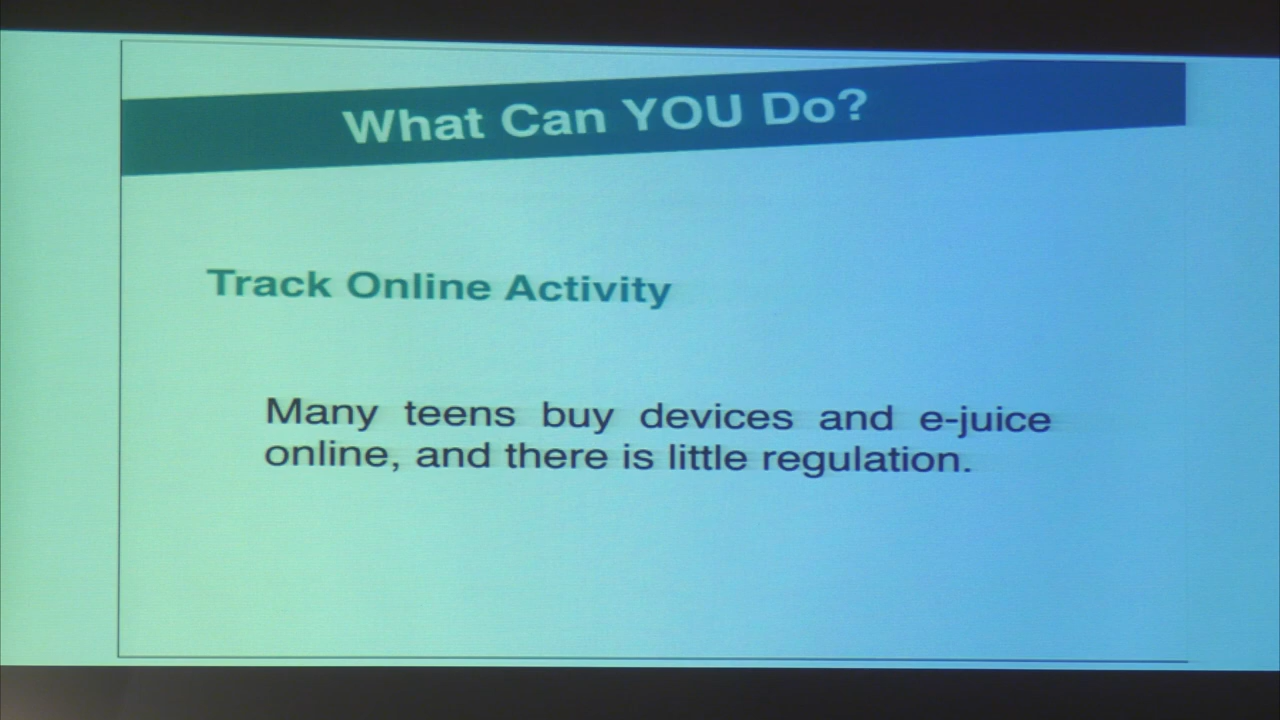 What Can YOU Do?
Track Online Activity
Many teens buy devices and e-juice
online, and there is little regulation.